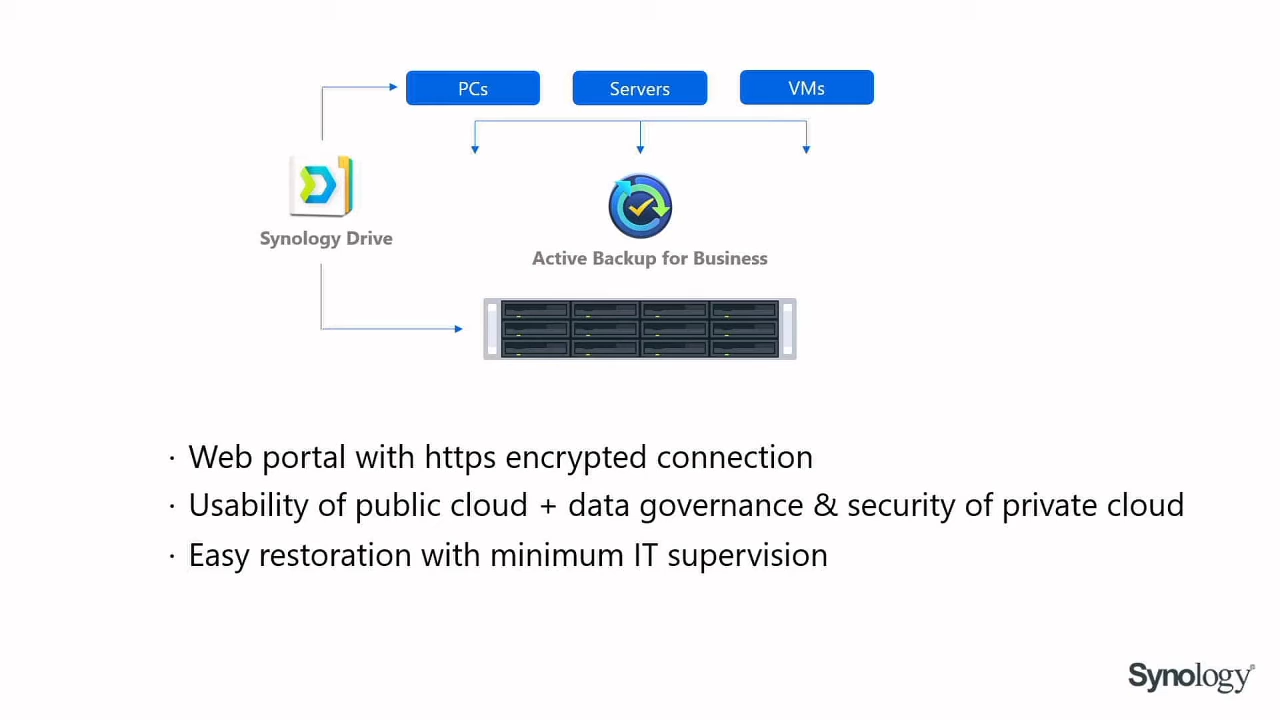 PCs
Servers
VMs
Synology Drive
Active Backup for Business
· Web portal with https encrypted connection
· Usability of public cloud + data governance & security of private cloud
· Easy restoration with minimum IT supervision
Synology®